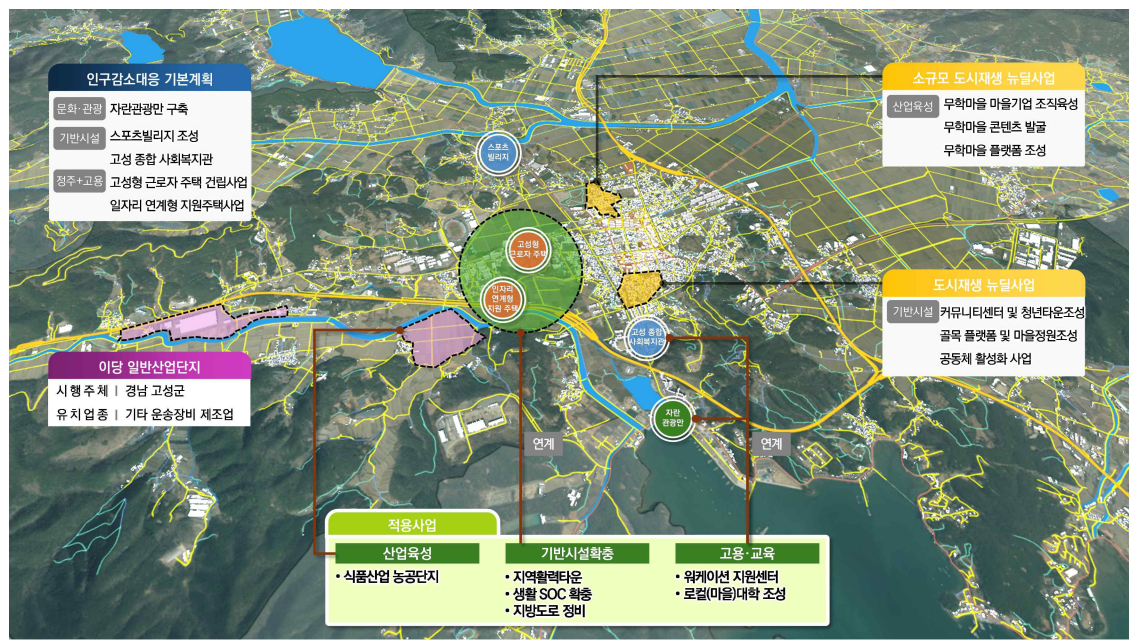 인구감소대응 기본계획
문화·관광 자란관광만 구축
기반시설 스포츠빌리지 조성
고성 종합 사회복지관
정주+고용 고성형 근로자 주택 건립사업
일자리 연계형 지원주택사업
소규모 도시재생 뉴딜사업
산업육성 무학마을 마을기업 조직육성
무학마을 콘텐츠 발굴
무학마을 플랫폼 조성
스포츠
빌리지
고성형
근로자 주택
인자리
연계형
지원 주택
도시재생 뉴딜사업
기반시설 커뮤니티센터 및 청년타운조성
골목 플랫폼 및 마을정원조성
공동체 활성화 사업
고성 종합
사회복지관
이당 일반산업단지
시행주체 | 경남 고성군
유치업종 | 기타 운송장비 제조업
자란
관광만
연계
연계
적용사업
산업육성
• 식품산업 농공단지
기반시설확충
• 지역활력타운
• 생활 SOC 확충
• 지방도로 정비
고용·교육
• 워케이션 지원센터
• 로컬(마을)대학 조성